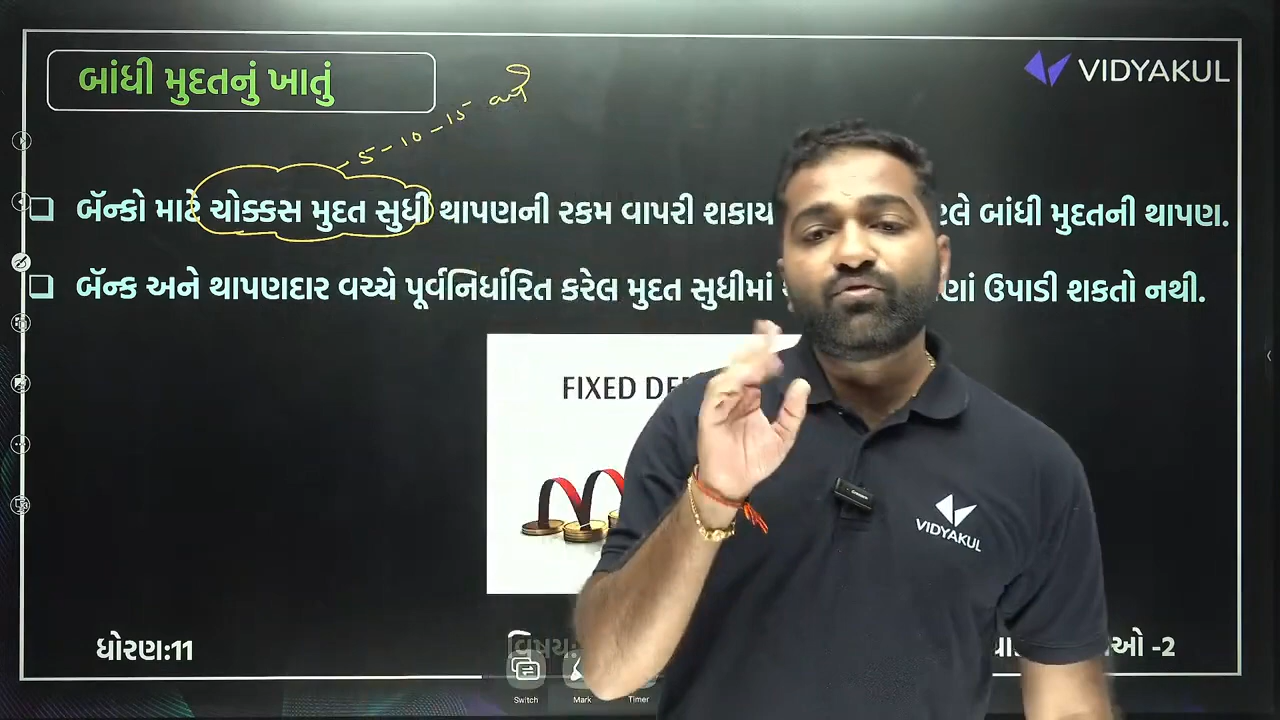 બાંધી મુદતનું ખાતું
VIDYAKUL
5-10-15 વર્ષ
બૅન્કો માટે ચોક્કસ મુદત સુધી થાપણની રકમ વાપરી શકાય બાંધી મુદતની થાપણ.
બૅન્ક અને થાપણદાર વચ્ચે પૂર્વનિર્ધારિત કરેલ મુદત સુધીમાં ઉપાડી શકતો નથી.
FIXED
VIDYAKUL
ધોરણ:11
વિષય:
-2
Switch
Mark
Timer